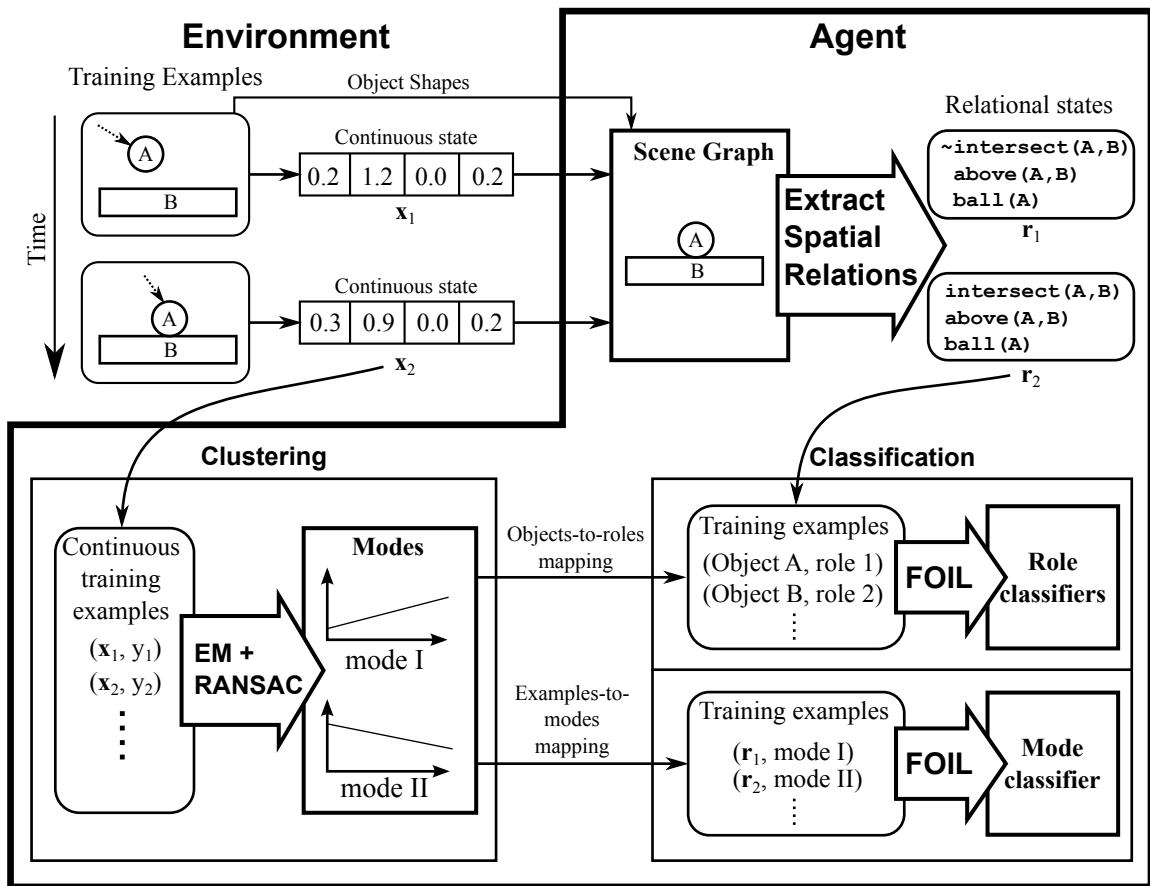 Environment
Agent
Training Examples
Object Shapes
Relational states
Time
A
B
Continuous state
0.2 1.2 0.0 0.2
x1
Scene Graph
A
B
Extract
Spatial
Relations
~intersect(A,B)
above(A,B)
ball(A)
r1
A
B
Continuous state
0.3 0.9 0.0 0.2
x2
intersect(A,B)
above(A,B)
ball(A)
r2
Clustering
Continuous
training
examples
(x1, y1)
(x2, y2)
EM +
RANSAC
Modes
mode I
mode II
Objects-to-roles
mapping
Examples-to-
modes
mapping
Classification
Training examples
(Object A, role 1)
(Object B, role 2)
FOIL
Role
classifiers
Training examples
(r1, mode I)
(r2, mode II)
FOIL
Mode
classifier